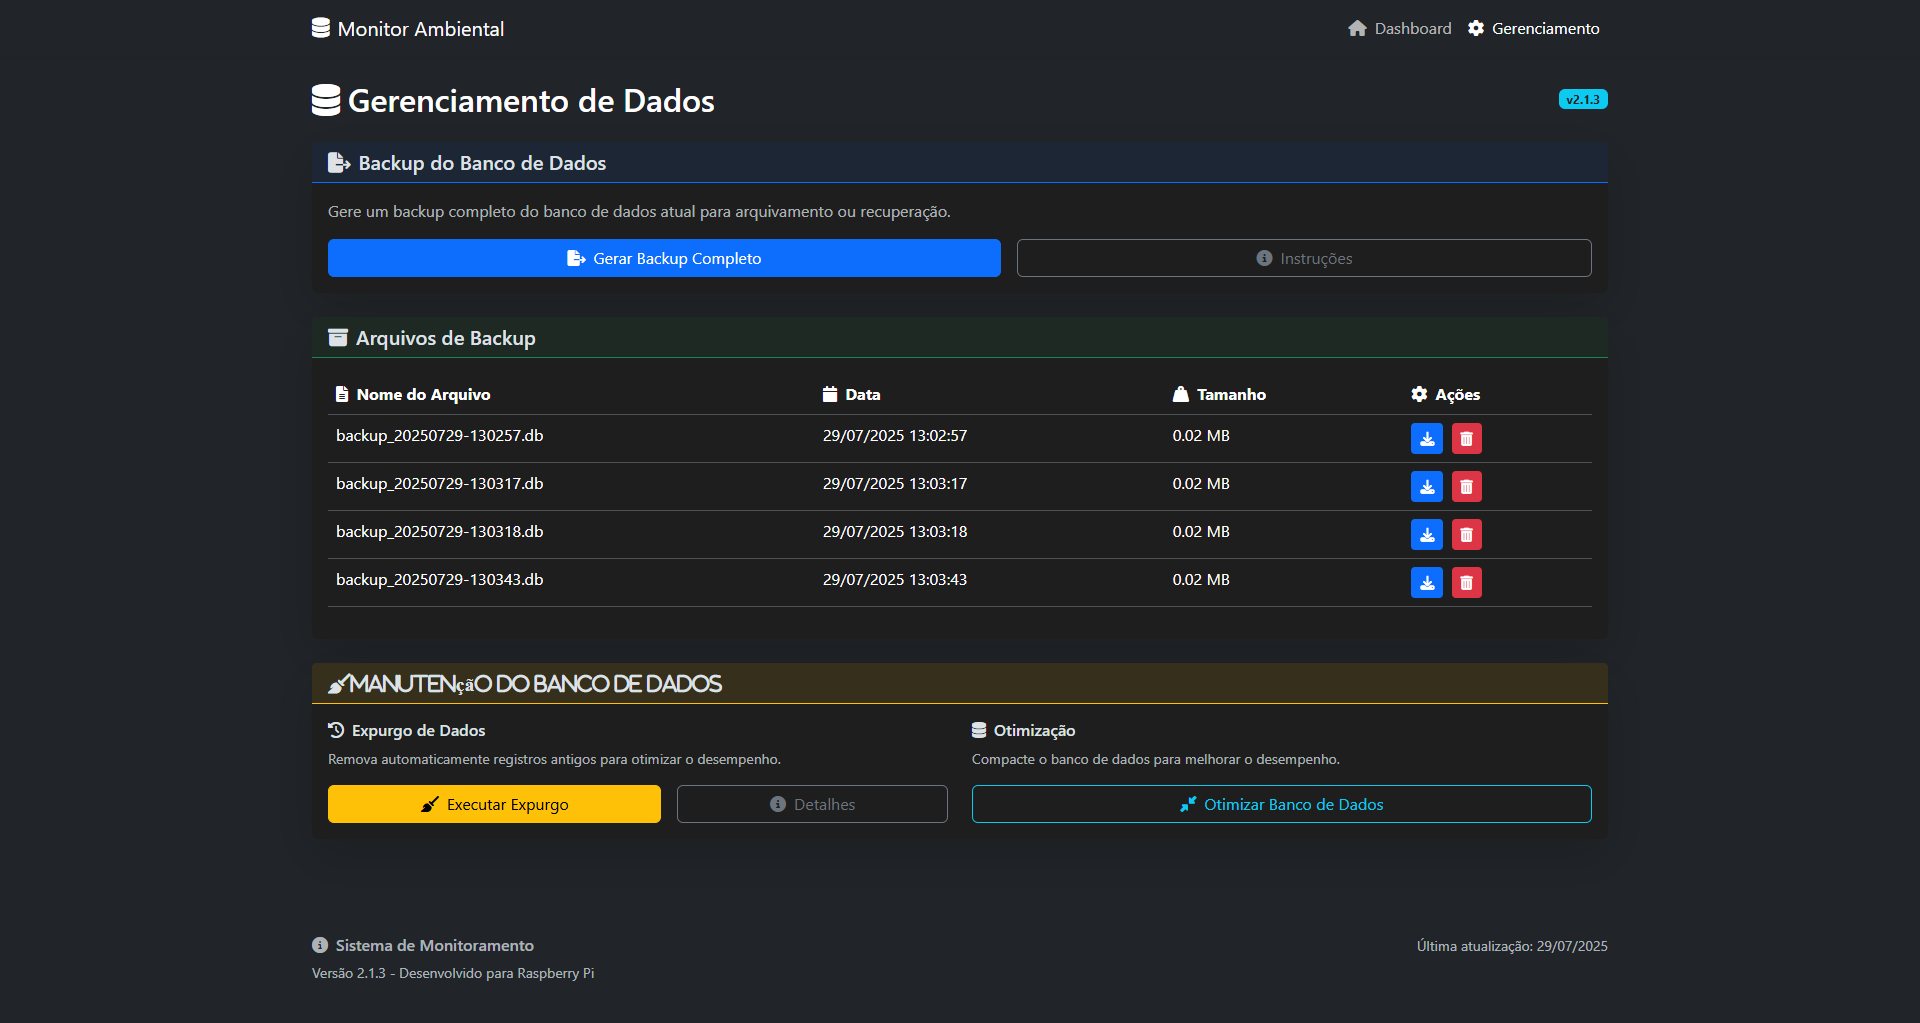 Monitor Ambiental
Dashboard
Gerenciamento
Gerenciamento de Dados
v2.1.3
Backup do Banco de Dados
Gere um backup completo do banco de dados atual para arquivamento ou recuperação.
Gerar Backup Completo
Instruções
Arquivos de Backup
Nome do Arquivo Data Tamanho Ações
backup_20250729-130257.db 29/07/2025 13:02:57 0.02 MB
backup_20250729-130317.db 29/07/2025 13:03:17 0.02 MB
backup_20250729-130318.db 29/07/2025 13:03:18 0.02 MB
backup_20250729-130343.db 29/07/2025 13:03:43 0.02 MB
MANUTENçãO DO BANCO DE DADOS
Expurgo de Dados
Remova automaticamente registros antigos para otimizar o desempenho.
Executar Expurgo
Detalhes
Otimização
Compacte o banco de dados para melhorar o desempenho.
Otimizar Banco de Dados
Sistema de Monitoramento
Versão 2.1.3 - Desenvolvido para Raspberry Pi
Última atualização: 29/07/2025